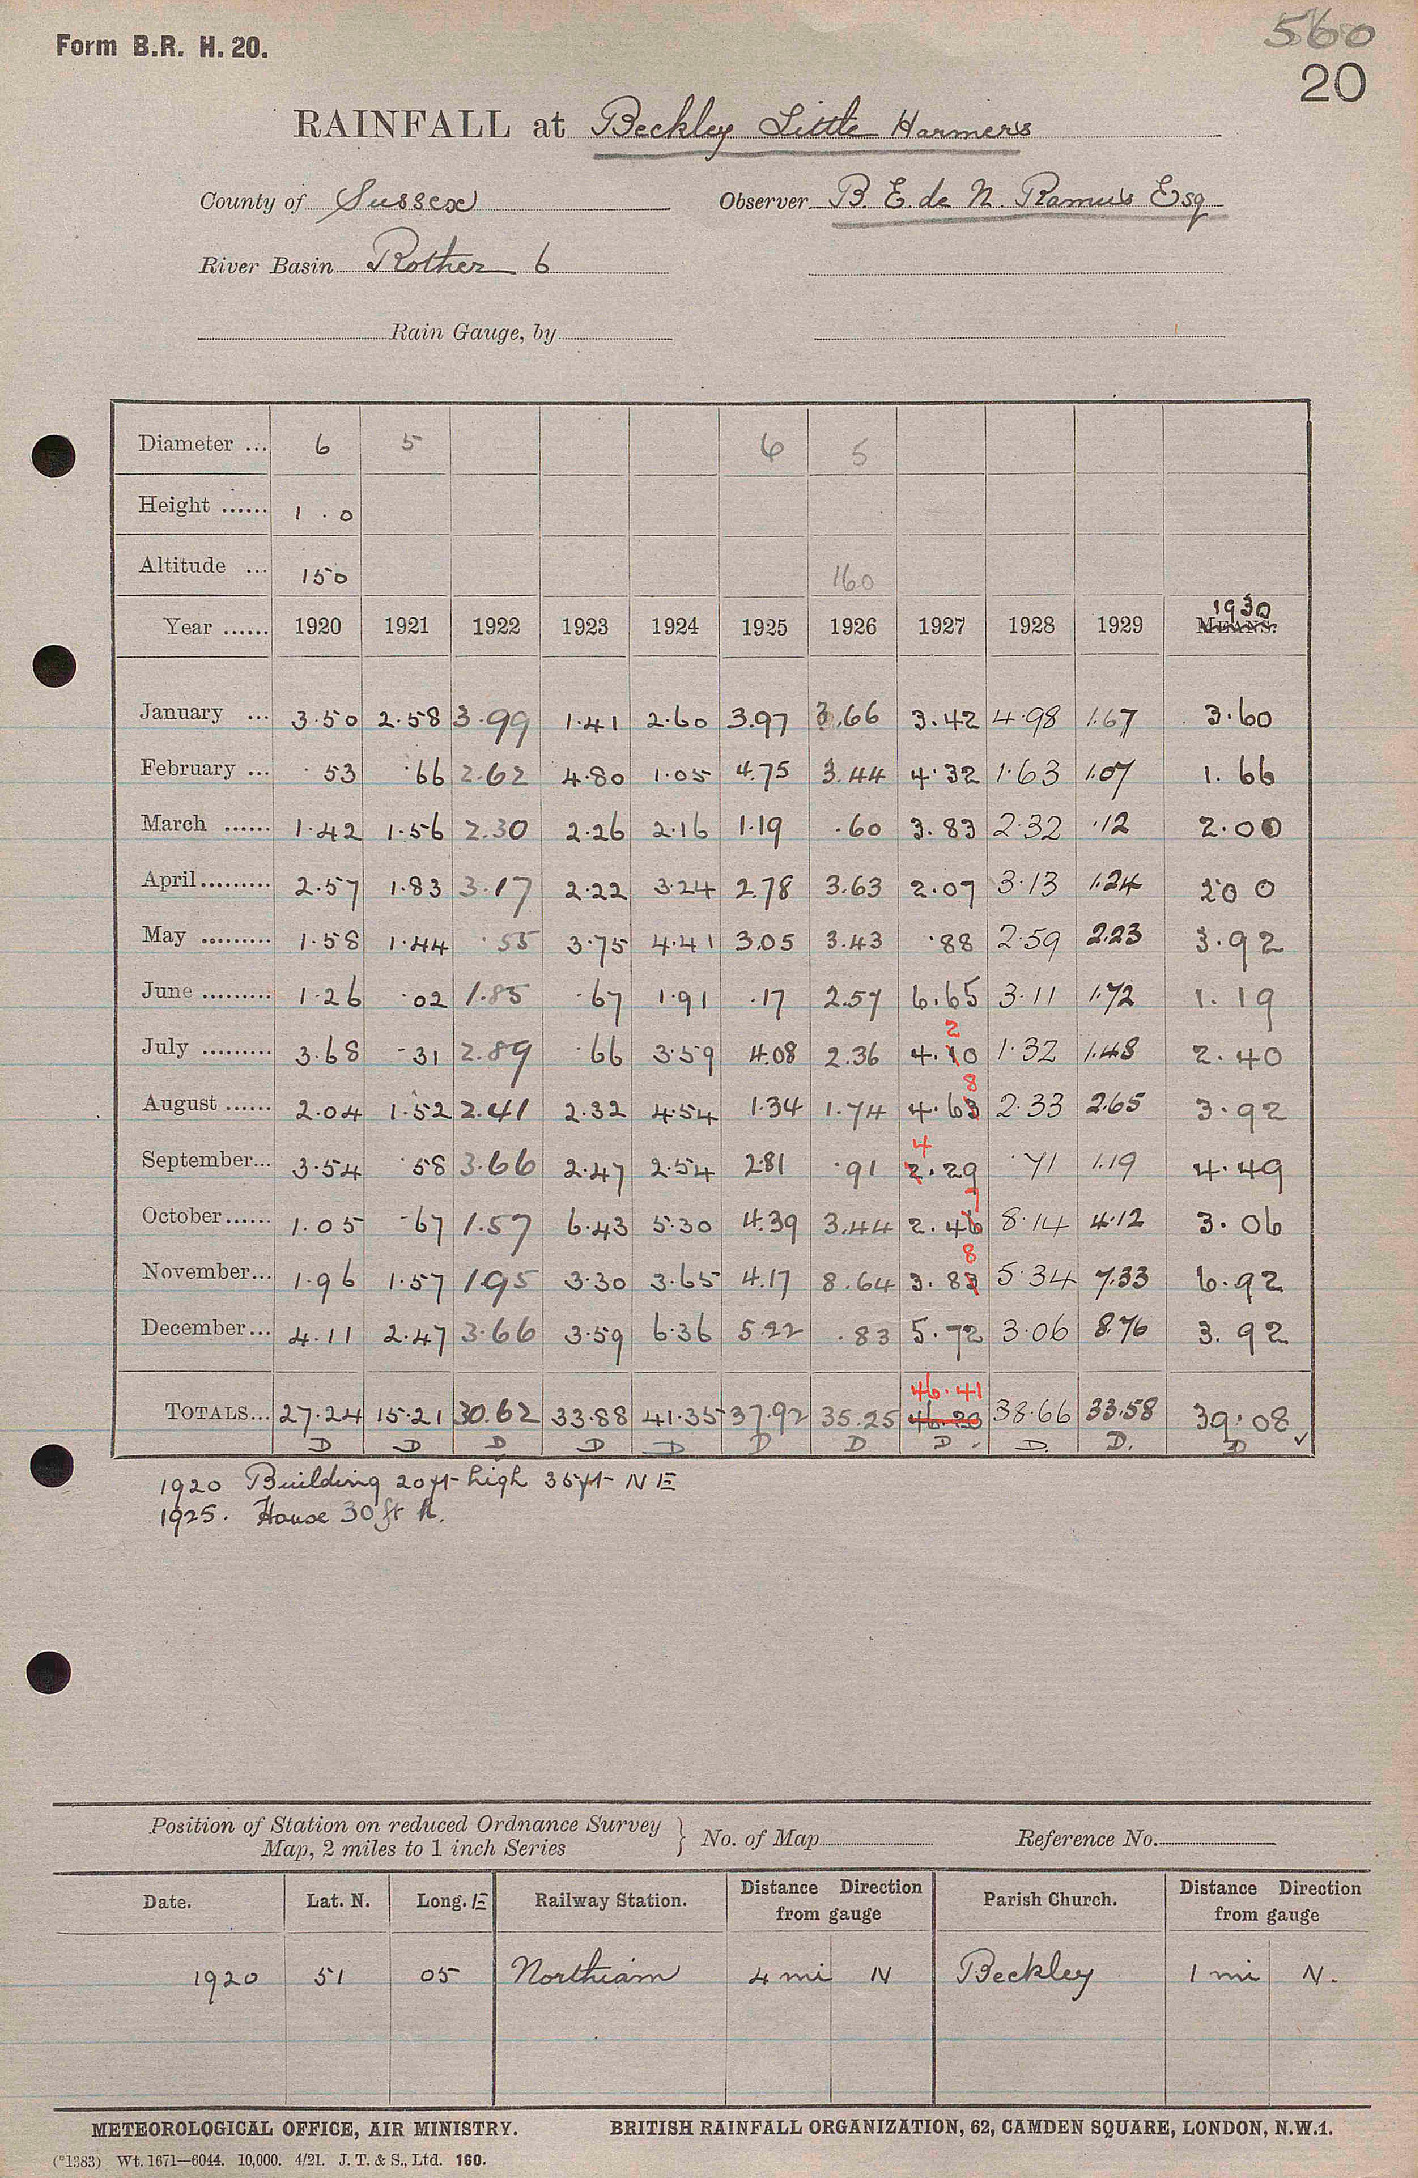 560
Form B.R. H. 20.
20
RAINFALL at Beckley Little Harmers
County of Sussex Observer B. E. de N. Ramus Esq
River Basin Rother 6
Rain Gauge, by
Diameter ... 6 5 6 5
Height ...... 1 . 0
Altitude ... 150 160
1930
Year ...... 1920 1921 1922 1923 1924 1925 1926 1927 1928 1929 MEANS.
January ... 3.50 2.58 3.99 1.41 2.60 3.97 3.66 3.42 4.98 1.67 3.60
February ... .53 .66 2.62 4.80 1.05 4.75 3.44 4.32 1.63 1.07 1.66
March ...... 1.42 1.56 2.30 2.26 2.16 1.19 .60 3.83 2.32 .12 2.00
April ......... 2.57 1.83 3.17 2.22 3.24 2.78 3.63 2.07 3.13 1.24 2.00
May ......... 1.58 1.44 .55 3.75 4.41 3.05 3.43 .88 2.59 2.23 3.92
June ......... 1.26 .02 1.85 .67 1.91 .17 2.57 6.65 3.11 1.72 1.19
2
July ......... 3.68 .31 2.89 .66 3.59 4.08 2.36 4.10 1.32 1.48 2.40
8
August ...... 2.04 1.52 2.41 2.32 4.54 1.34 1.74 4.63 2.33 2.65 3.92
4
September... 3.54 .58 3.66 2.47 2.54 2.81 .91 2.29 .71 1.19 4.49
7
October ...... 1.05 .67 1.57 6.43 5.30 4.39 3.44 2.46 8.14 4.12 3.06
8
November... 1.96 1.57 1.95 3.30 3.65 4.17 8.64 3.83 5.34 7.33 6.92
December... 4.11 2.47 3.66 3.59 6.36 5.22 .83 5.72 3.06 8.76 3.92
46.41
TOTALS... 27.24 15.21 30.62 33.88 41.35 37.92 35.25 46.20 38.66 33.58 39.08 ✓
D D D D D D D D. D. D. D
1920 Building 20ft high 35ft NE
1925. House 30ft N.
Position of Station on reduced Ordnance Survey
Map, 2 miles to 1 inch Series } No. of Map Reference No.
Date. Lat. N. Long. E Railway Station. Distance Direction from gauge Parish Church. Distance Direction from gauge
1920 51 05 Northiam 4 mi N Beckley 1 mi N.
METEOROLOGICAL OFFICE, AIR MINISTRY. BRITISH RAINFALL ORGANIZATION, 62, CAMDEN SQUARE, LONDON, N.W.1.
(*1383) Wt. 1671—6044. 10,000. 4/21. J. T. & S., Ltd. 160.